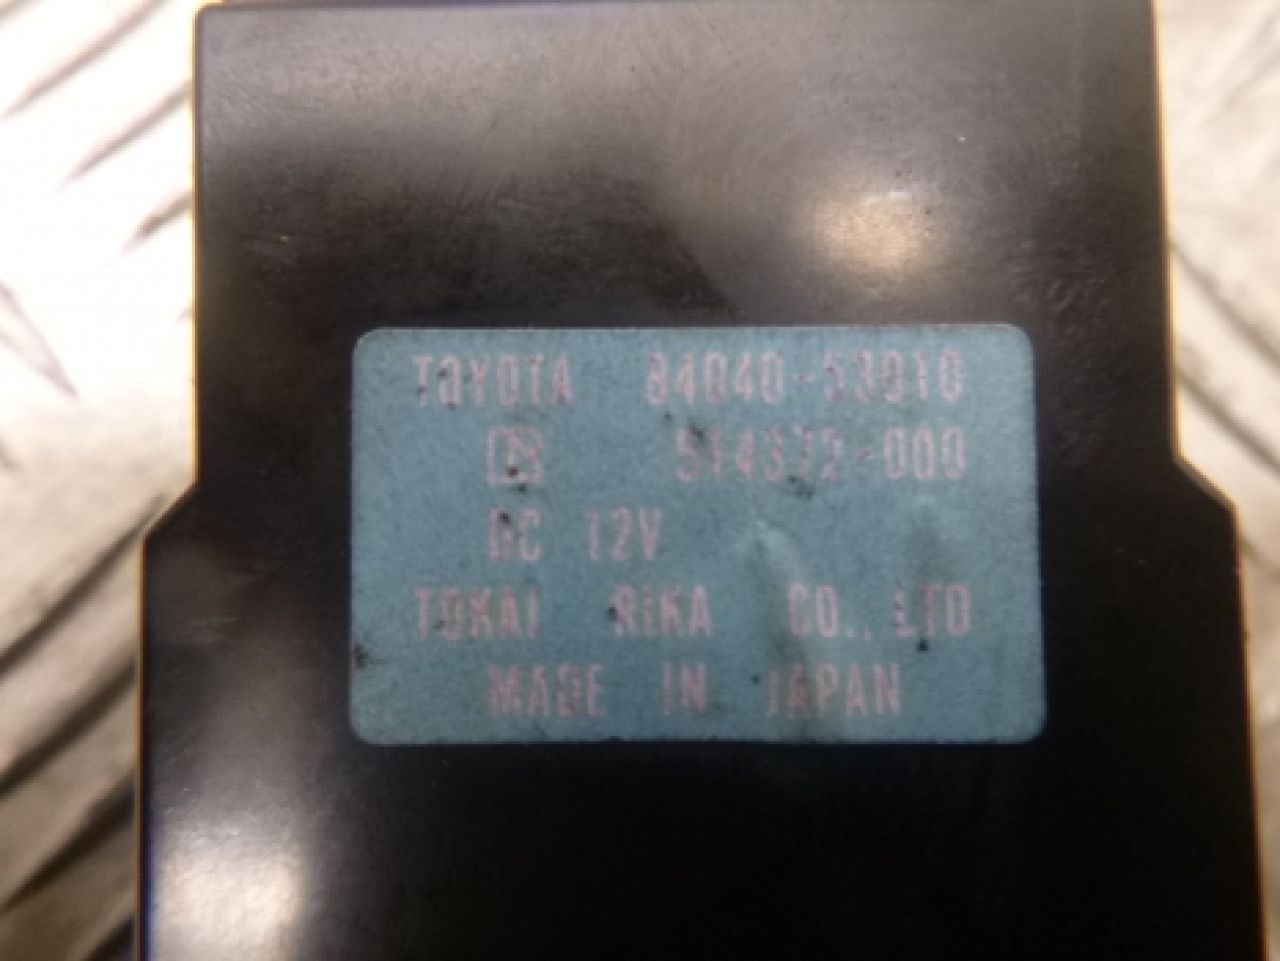 TOYOTA 84040-53010
514372-000
DC 12V
TOKAI RIKA CO., LTD
MADE IN JAPAN